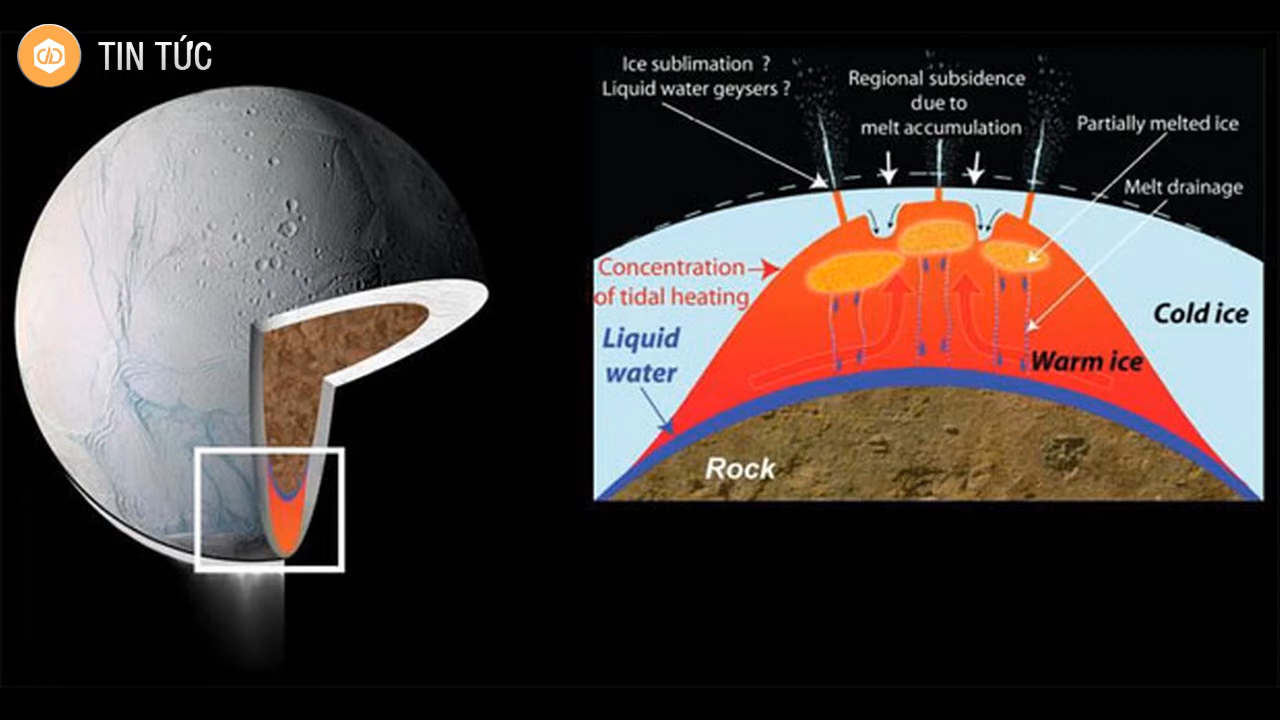 TIN TỨC
Ice sublimation ?
Liquid water geysers ?
Regional subsidence
due to
melt accumulation
Partially melted ice
Melt drainage
Concentration
of tidal heating
Liquid
water
Cold ice
Warm ice
Rock